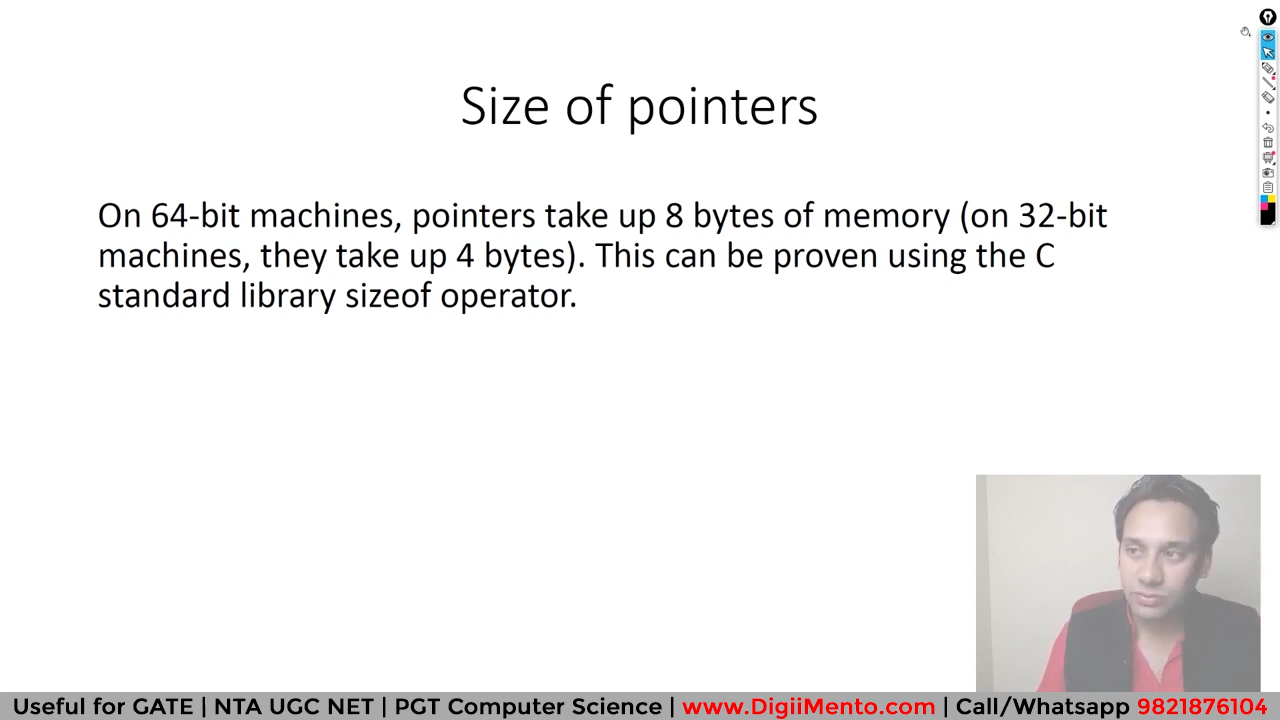 Size of pointers
On 64-bit machines, pointers take up 8 bytes of memory (on 32-bit
machines, they take up 4 bytes). This can be proven using the C
standard library sizeof operator.
Useful for GATE | NTA UGC NET | PGT Computer Science | www.DigiiMento.com | Call/Whatsapp 9821876104